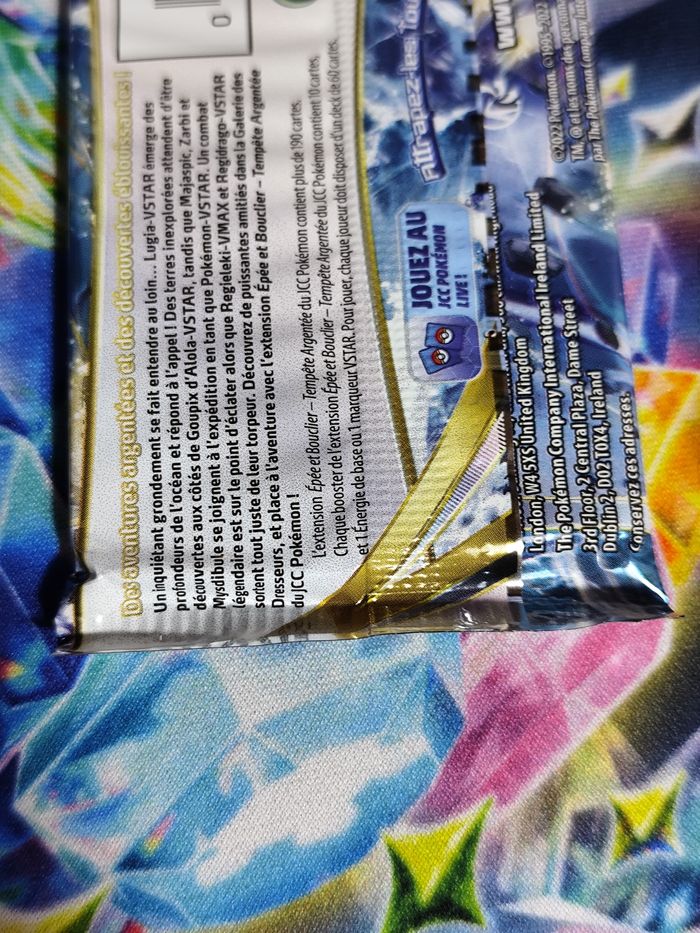 Des aventures argentées et des découvertes éblouissantes !
Un inquiétant grondement se fait entendre au loin... Lugia-VSTAR émerge des
profondeurs de l'océan et répond à l'appel ! Des terres inexplorées attendent d'être
découvertes aux côtés de Goupix d'Alola-VSTAR, tandis que Majaspic, Zarbi et
Mysdibule se joignent à l'expédition en tant que Pokémon-VSTAR. Un combat
légendaire est sur le point d'éclater alors que Regieleki-VMAX et Regidrago-VSTAR
sortent tout juste de leur torpeur. Découvrez de puissantes amitiés dans la Galerie des
Dresseurs, et place à l'aventure avec l'extension Épée et Bouclier – Tempête Argentée
du JCC Pokémon !
L'extension Épée et Bouclier – Tempête Argentée du JCC Pokémon contient plus de 190 cartes.
Chaque booster de l'extension Épée et Bouclier – Tempête Argentée du JCC Pokémon contient 10 cartes
et 1 Énergie de base ou 1 marqueur VSTAR. Pour jouer, chaque joueur doit disposer d'un deck de 60 cartes.
0
JOUEZ AU
JCC POKÉMON
LIVE !
Attrapez-les Tou
www
©2022 Pokémon. ©1995-2022
TM, ® et les noms des personn
par The Pokémon Company Inte
London, W4 5XS United Kingdom
The Pokémon Company International Ireland Limited
3rd Floor, 2 Central Plaza, Dame Street
Dublin 2, D02 T0X4, Ireland
Conservez ces adresses.